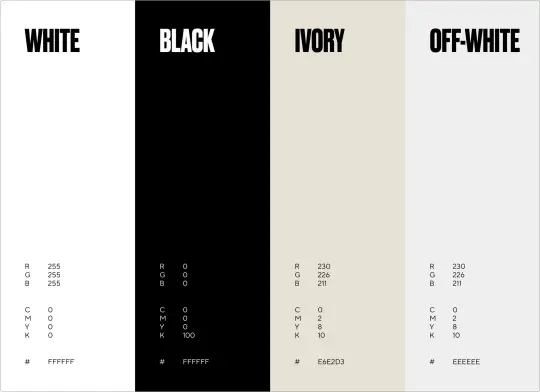 WHITE
R 255
G 255
B 255
C 0
M 0
Y 0
K 0
# FFFFFF
BLACK
R 0
G 0
B 0
C 0
M 0
Y 0
K 100
# FFFFFF
IVORY
R 230
G 226
B 211
C 0
M 2
Y 8
K 10
# E6E2D3
OFF-WHITE
R 230
G 226
B 211
C 0
M 2
Y 8
K 10
# EEEEEE